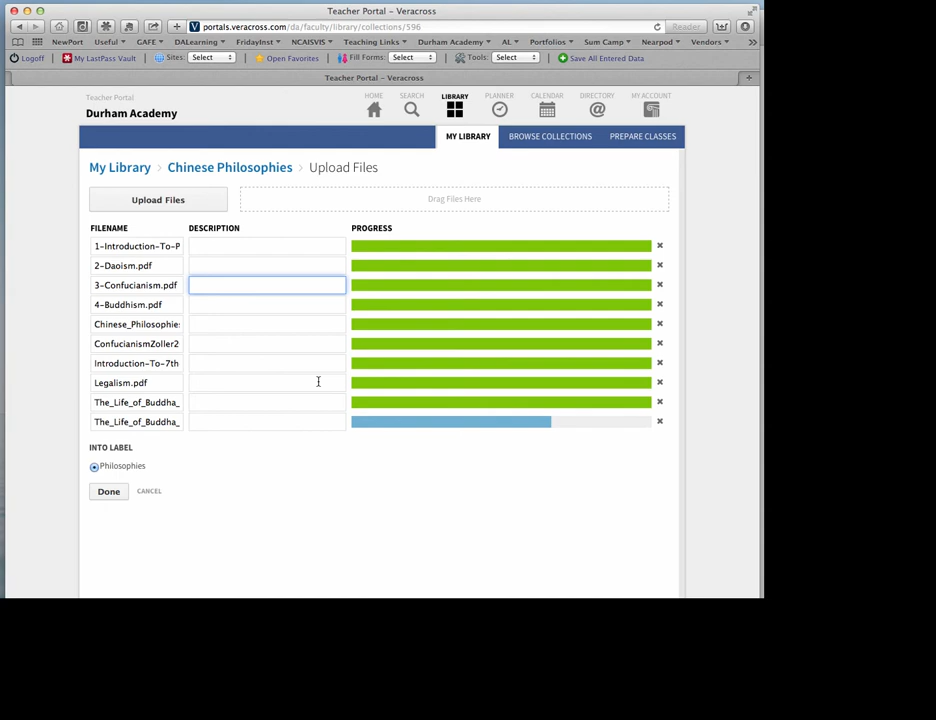 Teacher Portal – Veracross
portals.veracross.com/da/faculty/library/collections/596
Reader
NewPort Useful GAFE DALearning FridayInst NCAISVIS Teaching Links Durham Academy AL Portfolios Sum Camp Nearpod Vendors
Logoff My LastPass Vault Sites: Select Open Favorites Fill Forms: Select Tools: Select Save All Entered Data
Teacher Portal – Veracross
Teacher Portal
Durham Academy
HOME SEARCH LIBRARY PLANNER CALENDAR DIRECTORY MY ACCOUNT
MY LIBRARY BROWSE COLLECTIONS PREPARE CLASSES
My Library > Chinese Philosophies > Upload Files
Upload Files
Drag Files Here
FILENAME DESCRIPTION PROGRESS
1-Introduction-To-P
2-Daoism.pdf
3-Confucianism.pdf
4-Buddhism.pdf
Chinese_Philosophies
ConfucianismZoller2
Introduction-To-7th
Legalism.pdf
The_Life_of_Buddha_
The_Life_of_Buddha_
INTO LABEL
Philosophies
Done CANCEL